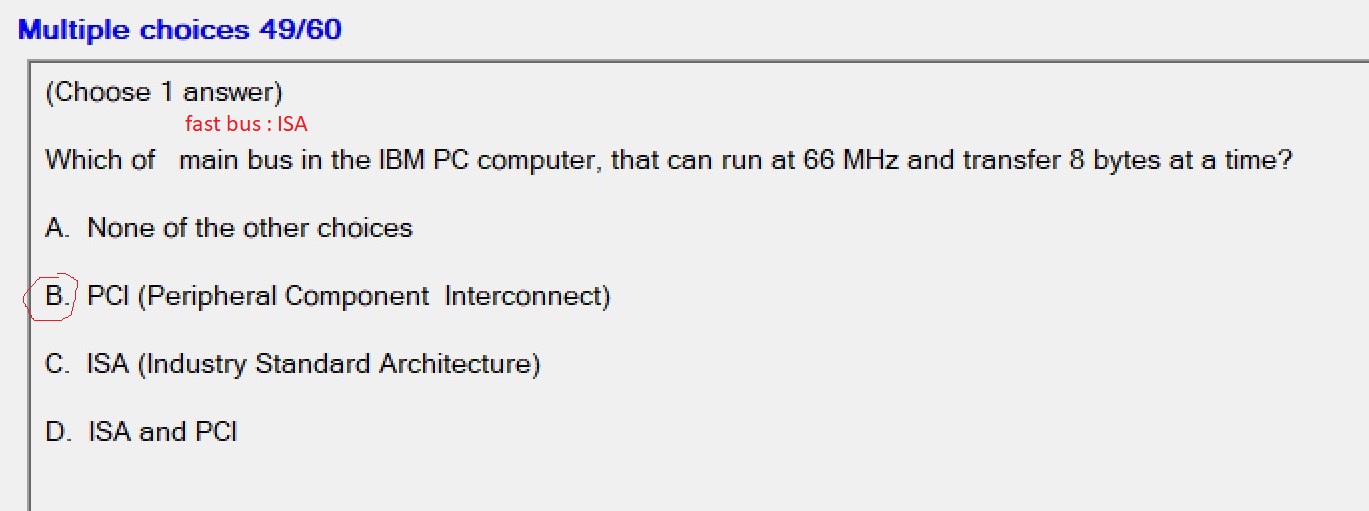 Multiple choices 49/60
(Choose 1 answer)
fast bus : ISA
Which of main bus in the IBM PC computer, that can run at 66 MHz and transfer 8 bytes at a time?
A. None of the other choices
B. PCI (Peripheral Component Interconnect)
C. ISA (Industry Standard Architecture)
D. ISA and PCI